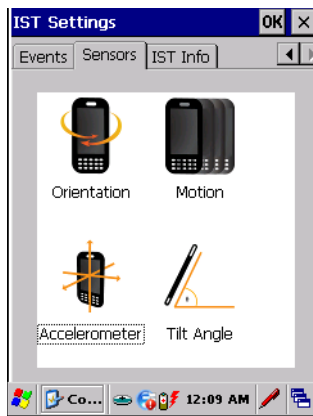 IST Settings OK ×
Events Sensors IST Info
Orientation Motion
Accelerometer Tilt Angle
Co... 12:09 AM